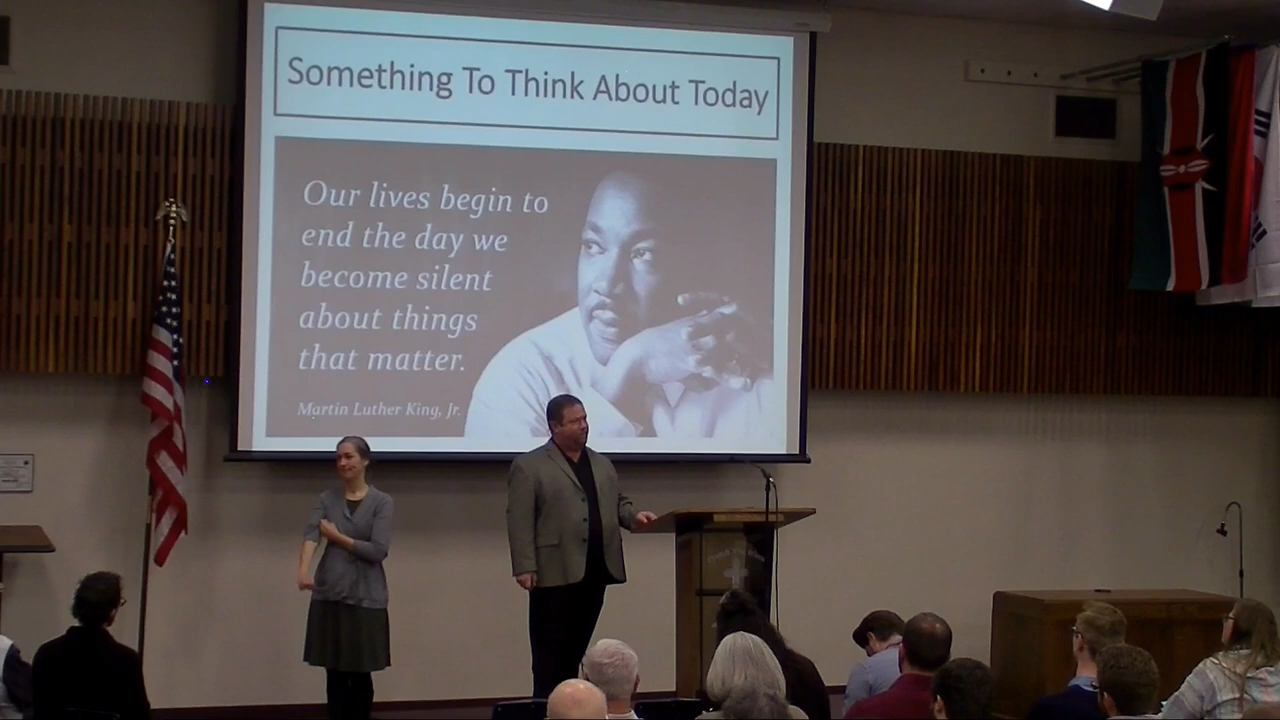 Something To Think About Today
Our lives begin to
end the day we
become silent
about things
that matter.
Martin Luther King, Jr.